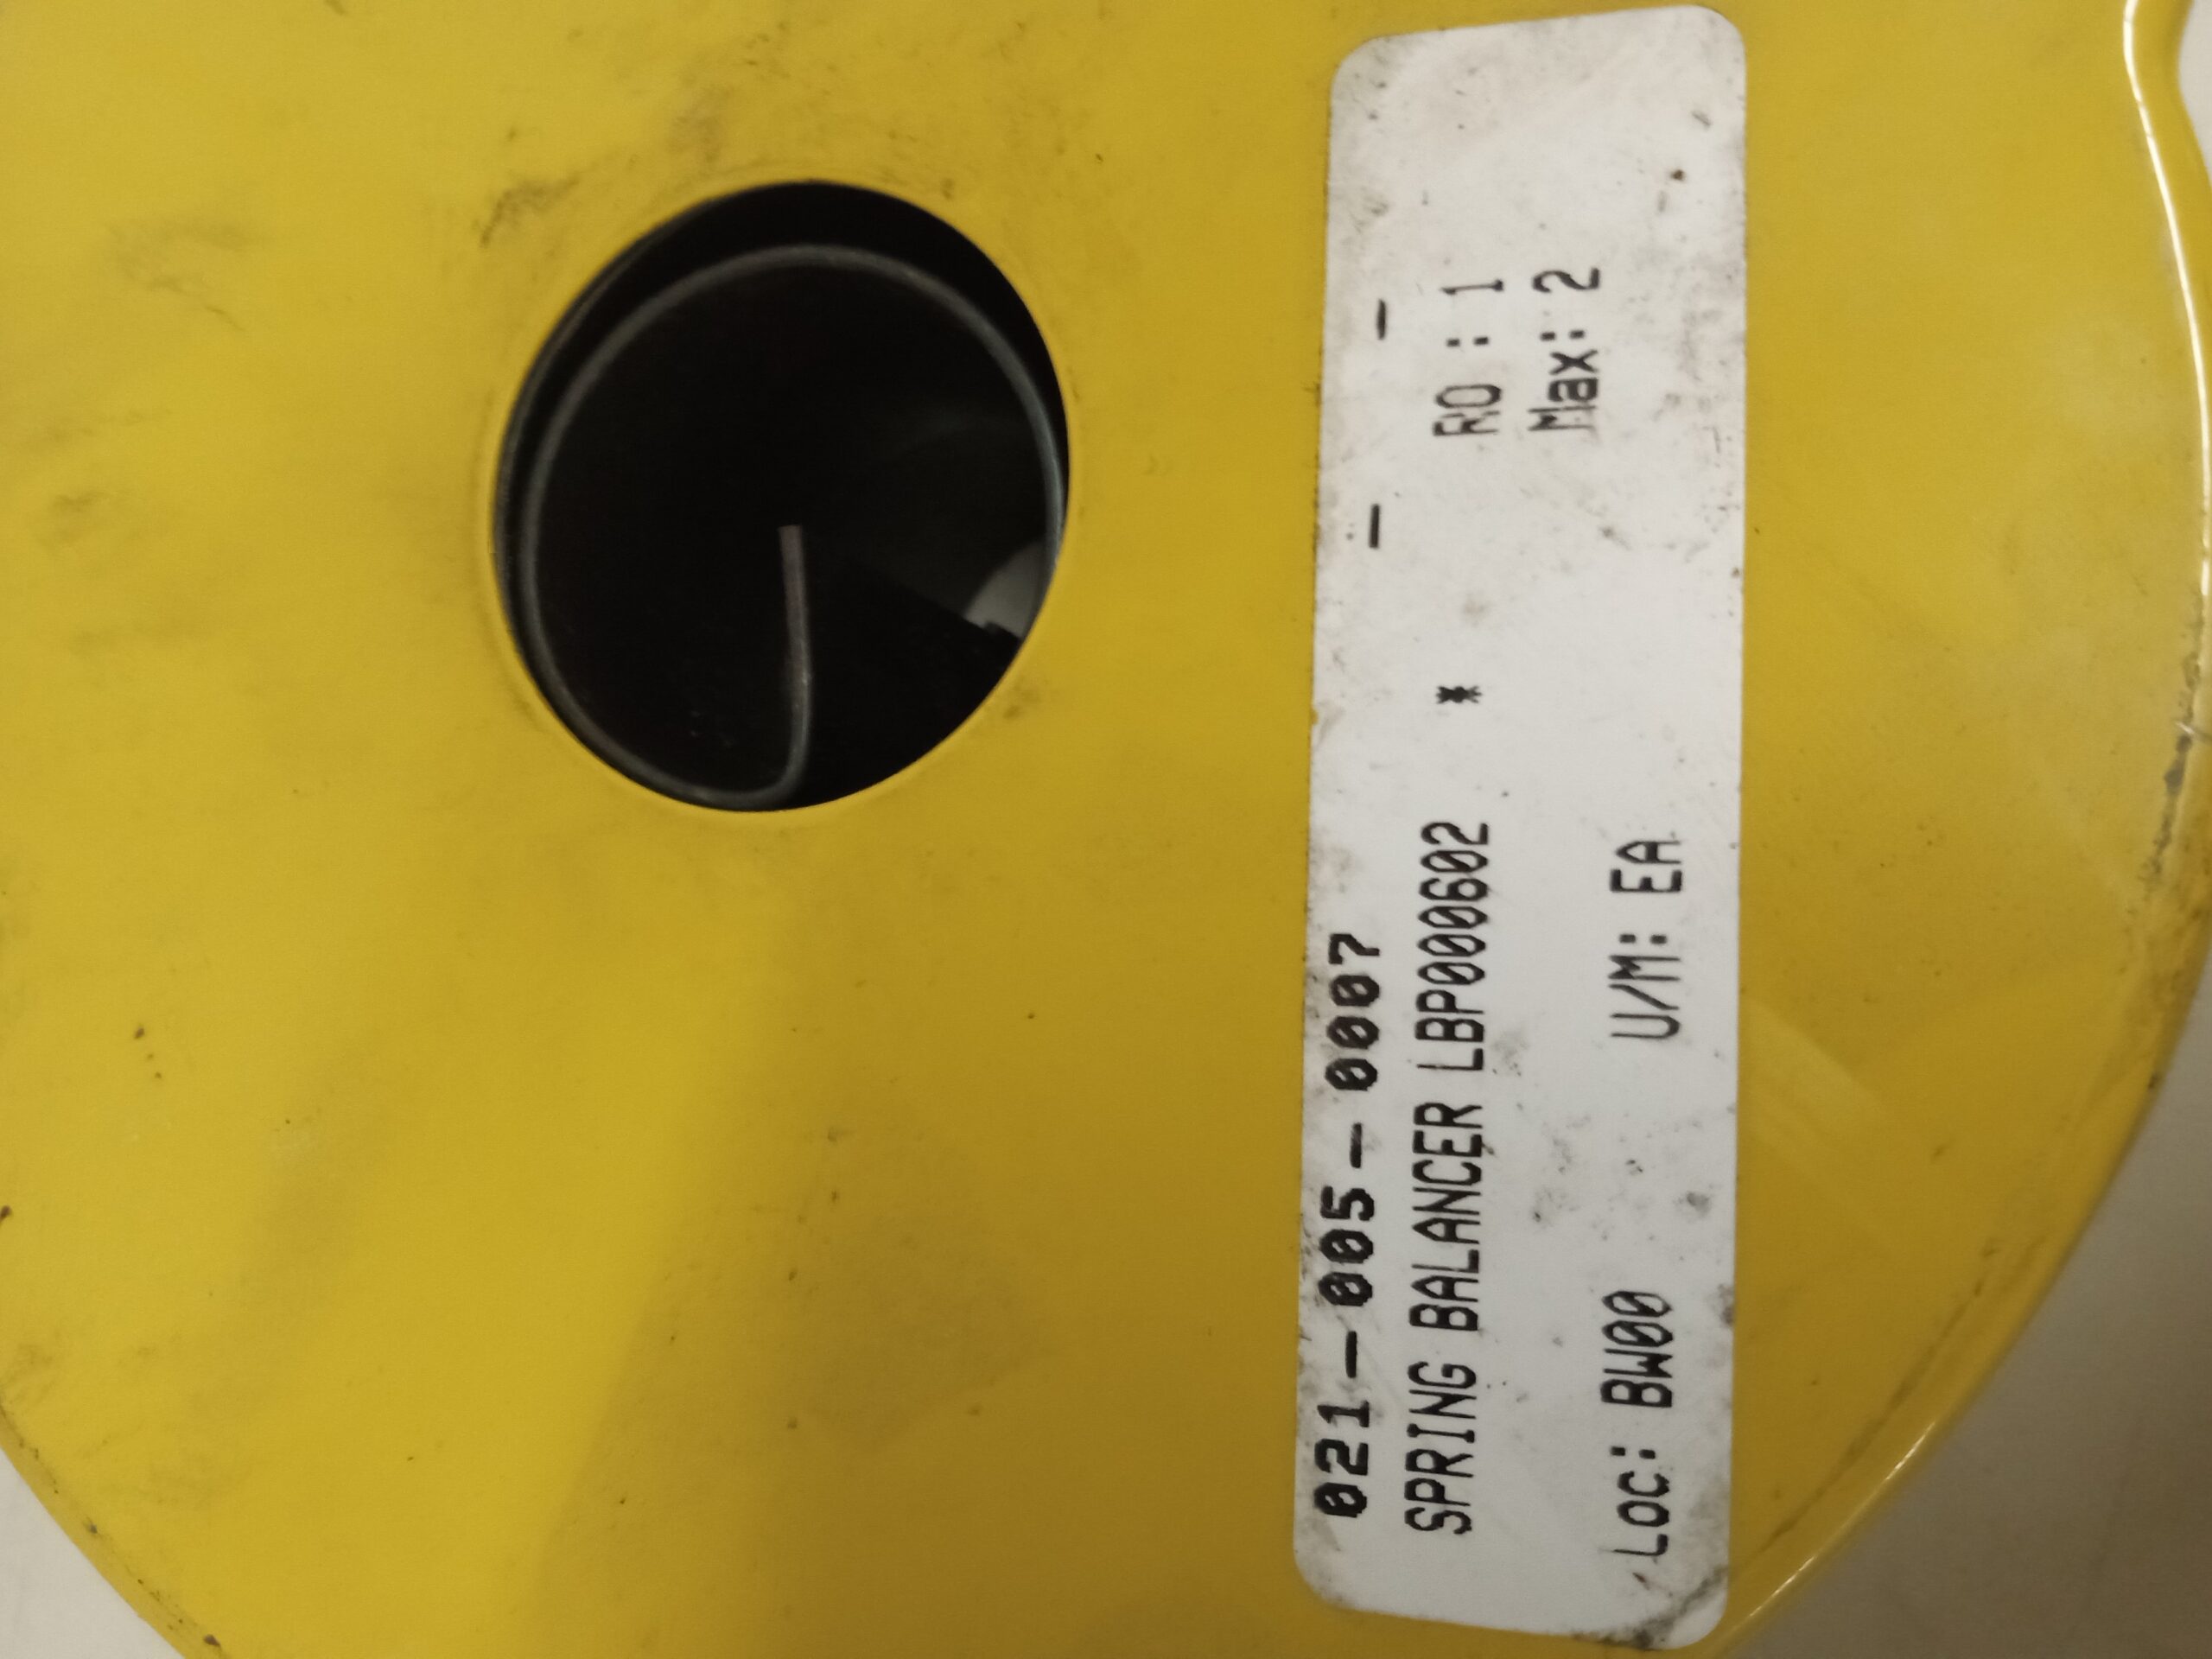 021-005-0007 - -
SPRING BALANCER LBP000602 * RO : 1
Max: 2
Loc: BW00 U/M: EA